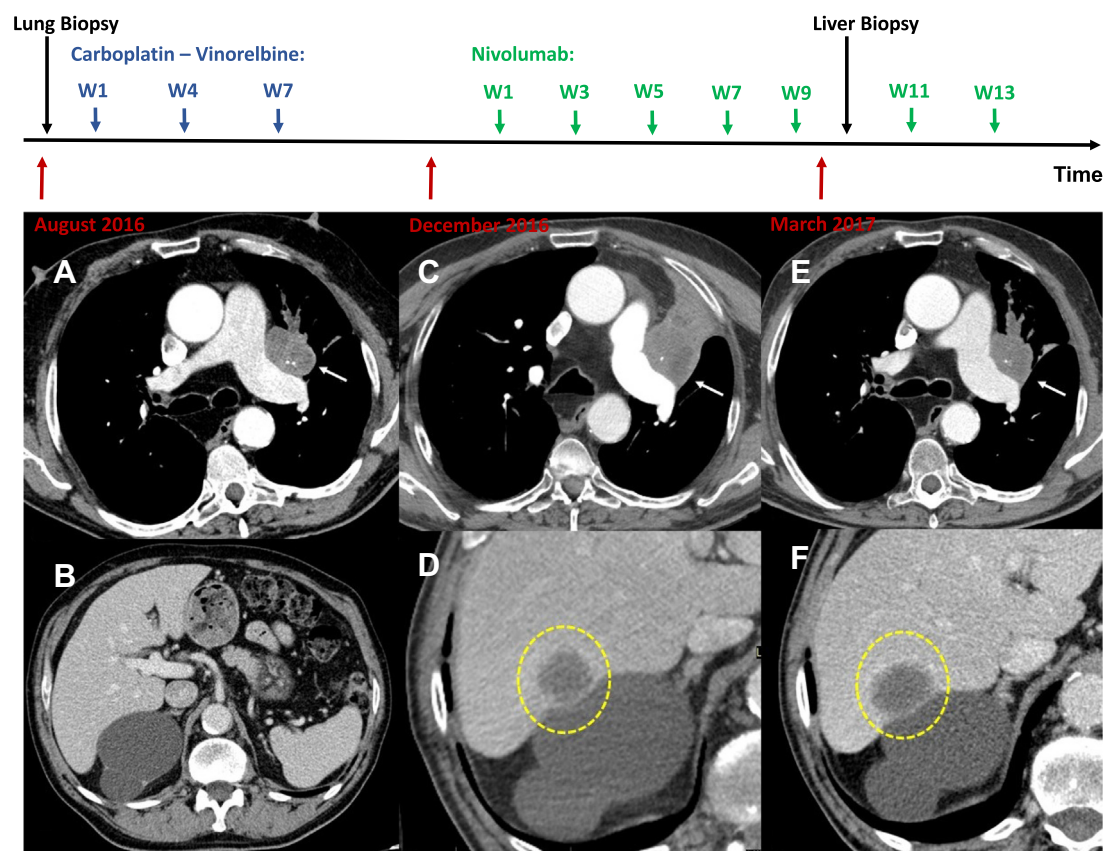 Lung Biopsy
Liver Biopsy
Carboplatin – Vinorelbine:
Nivolumab:
W1 W4 W7
W1 W3 W5 W7 W9 W11 W13
Time
August 2016
December 2016
March 2017
A
C
E
B
D
F
L